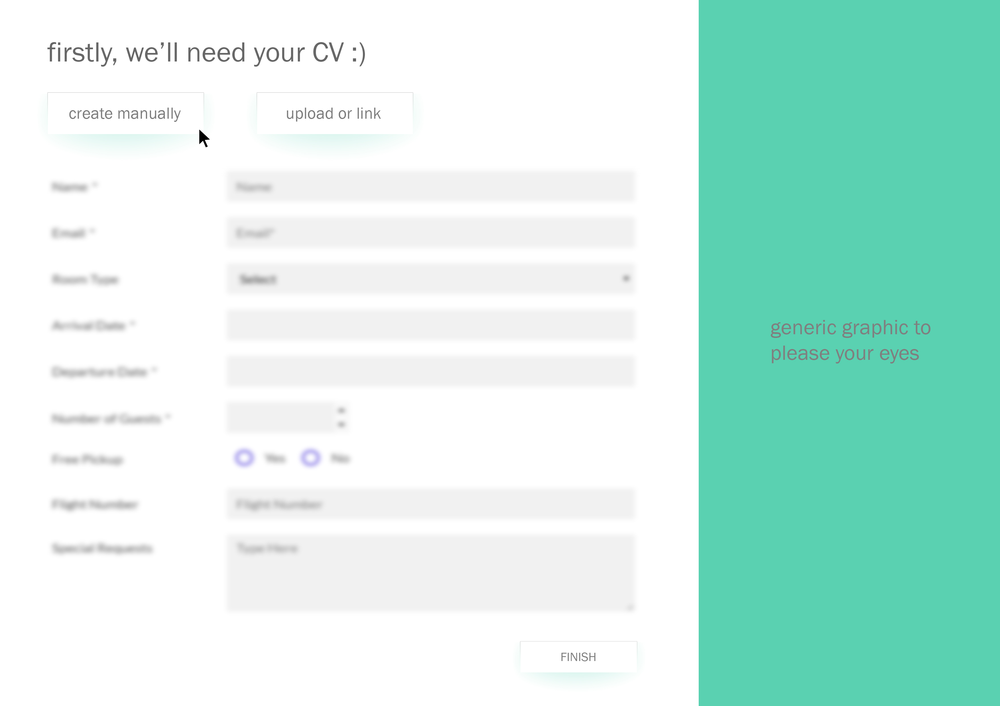 firstly, we’ll need your CV :)
create manually
upload or link
Name *
Name
Email *
Email*
Room Type
Select
Arrival Date *
Departure Date *
Number of Guests *
Free Pickup
Yes
No
Flight Number
Flight Number
Special Requests
Type Here
FINISH
generic graphic to
please your eyes